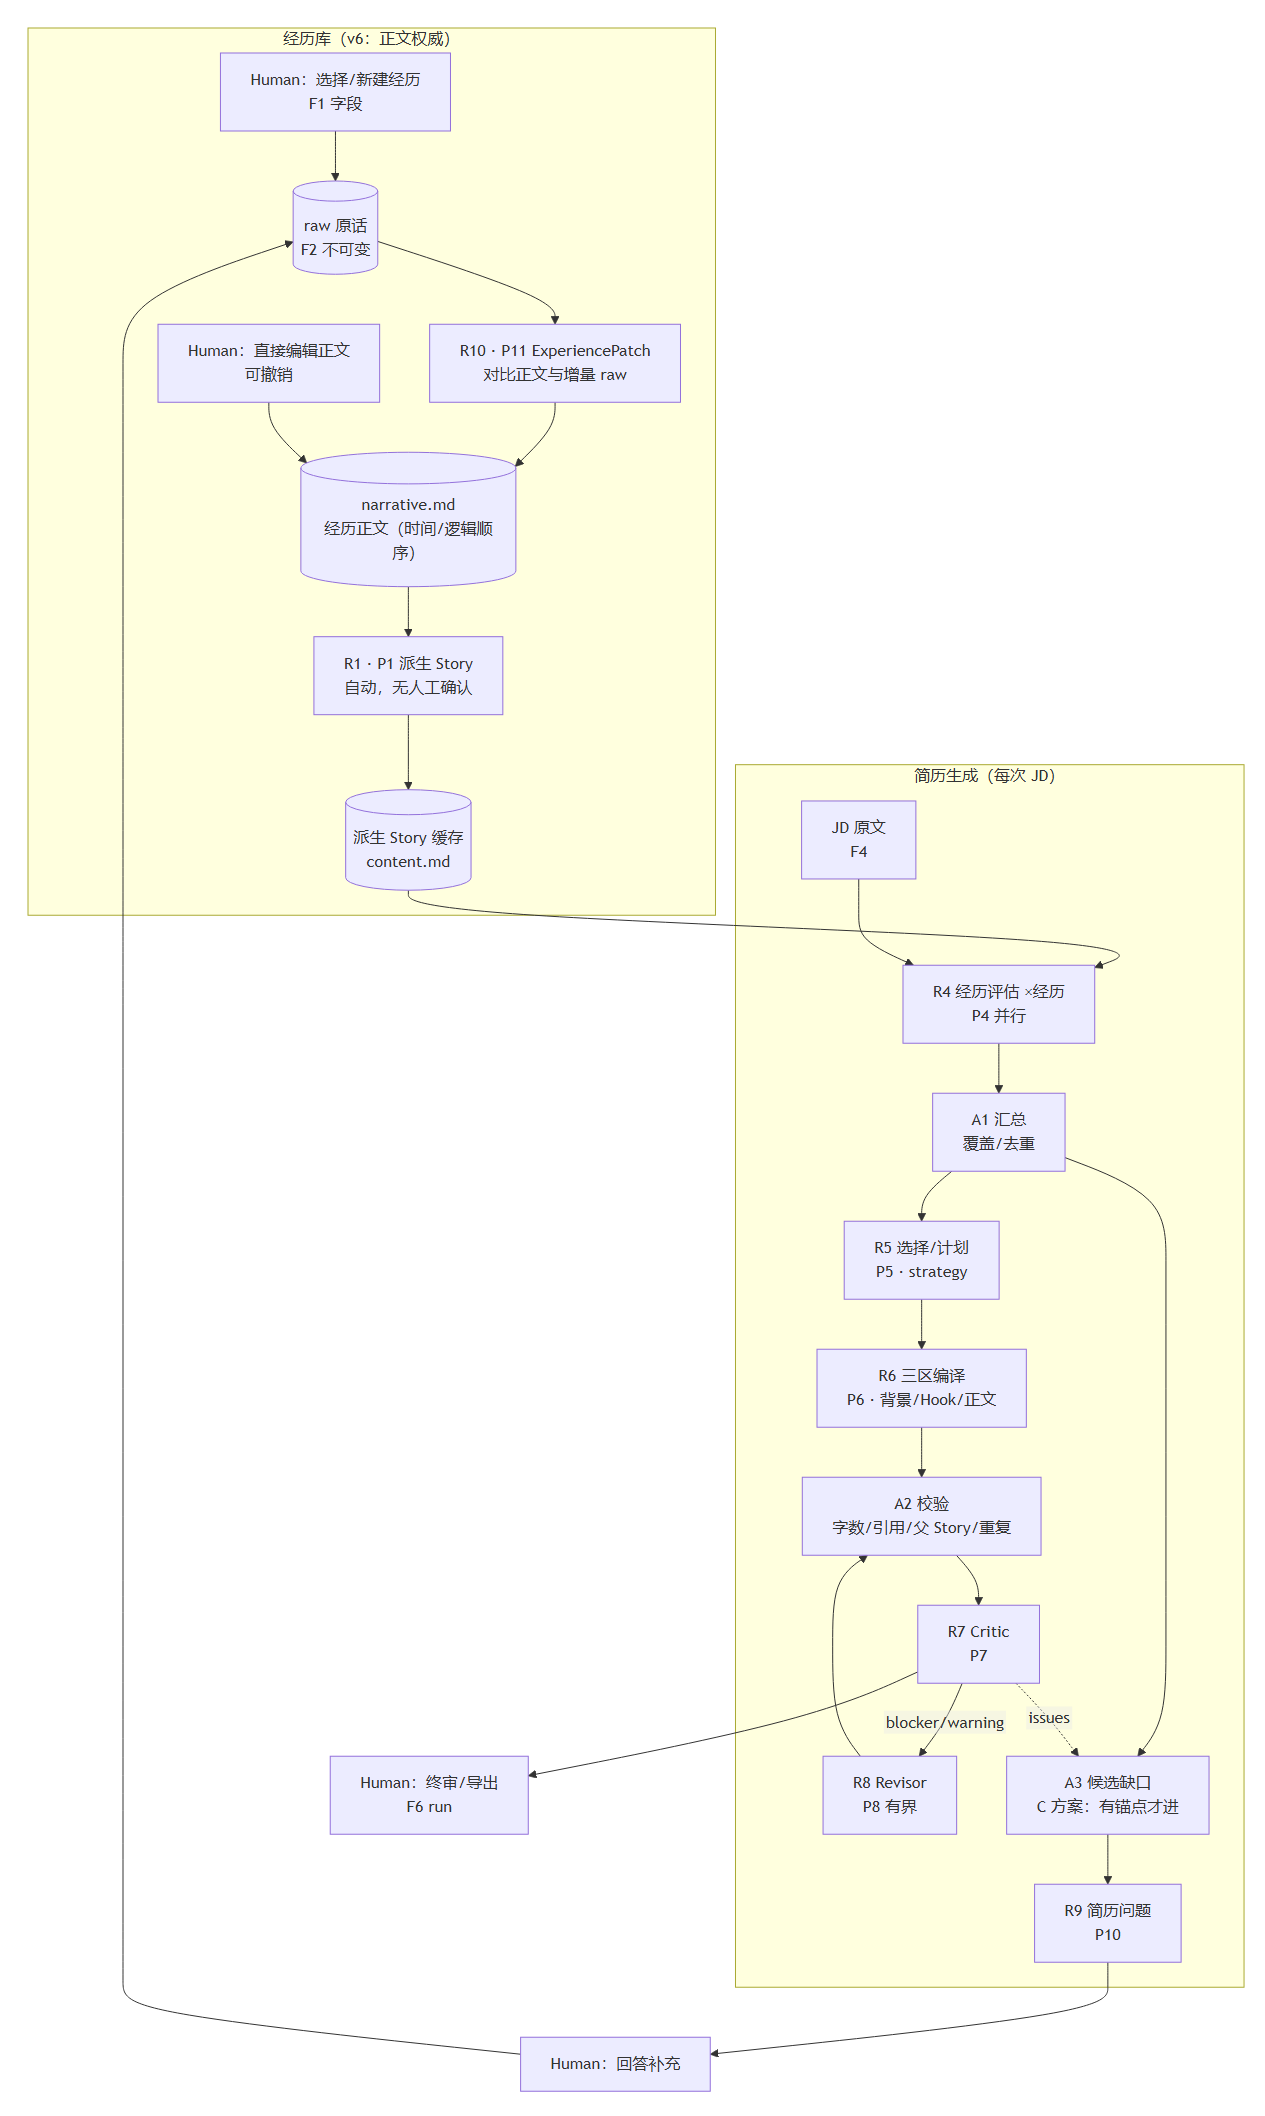 经历库（v6：正文权威）
Human：选择/新建经历
F1 字段
raw 原话
F2 不可变
Human：直接编辑正文
可撤销
R10 · P11 ExperiencePatch
对比正文与增量 raw
narrative.md
经历正文（时间/逻辑顺
序）
R1 · P1 派生 Story
自动，无人工确认
派生 Story 缓存
content.md
简历生成（每次 JD）
JD 原文
F4
R4 经历评估 ×经历
P4 并行
A1 汇总
覆盖/去重
R5 选择/计划
P5 · strategy
R6 三区编译
P6 · 背景/Hook/正文
A2 校验
字数/引用/父 Story/重复
R7 Critic
P7
blocker/warning
issues
Human：终审/导出
F6 run
R8 Revisor
P8 有界
A3 候选缺口
C 方案：有锚点才进
R9 简历问题
P10
Human：回答补充